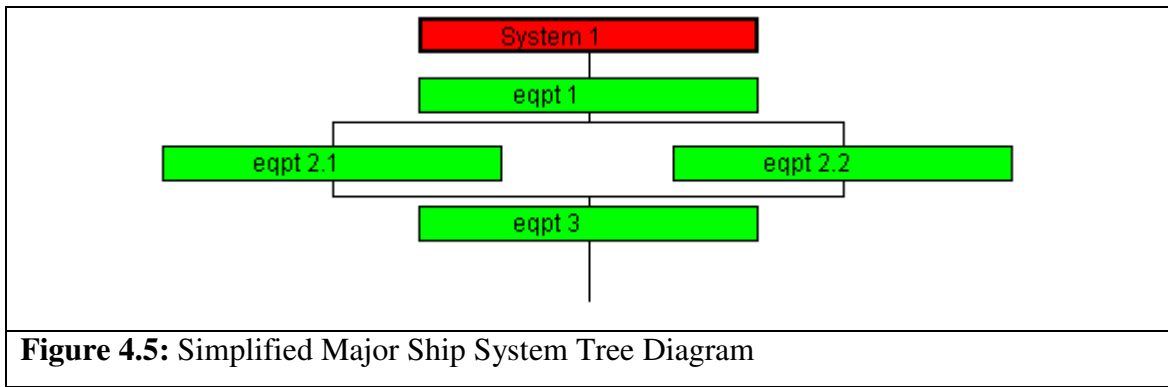 System 1
eqpt 1
eqpt 2.1
eqpt 2.2
eqpt 3
Figure 4.5: Simplified Major Ship System Tree Diagram